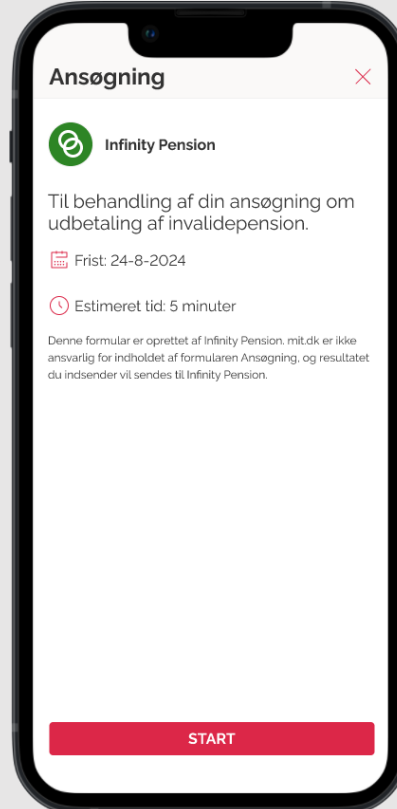 Ansøgning
Infinity Pension
Til behandling af din ansøgning om
udbetaling af invalidepension.
Frist: 24-8-2024
Estimeret tid: 5 minuter
Denne formular er oprettet af Infinity Pension. mit.dk er ikke
ansvarlig for indholdet af formularen Ansøgning, og resultatet
du indsender vil sendes til Infinity Pension.
START